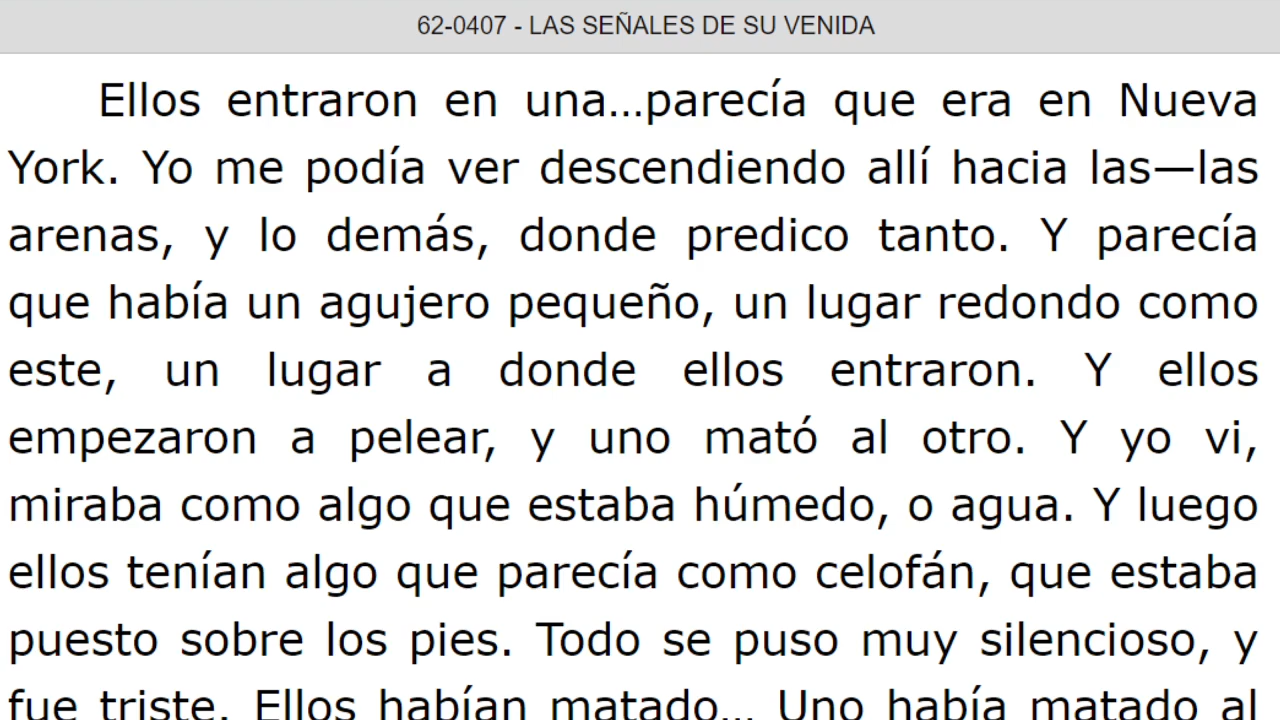 62-0407 - LAS SEÑALES DE SU VENIDA
Ellos entraron en una…parecía que era en Nueva
York. Yo me podía ver descendiendo allí hacia las—las
arenas, y lo demás, donde predico tanto. Y parecía
que había un agujero pequeño, un lugar redondo como
este, un lugar a donde ellos entraron. Y ellos
empezaron a pelear, y uno mató al otro. Y yo vi,
miraba como algo que estaba húmedo, o agua. Y luego
ellos tenían algo que parecía como celofán, que estaba
puesto sobre los pies. Todo se puso muy silencioso, y
fue triste. Ellos habían matado… Uno había matado al